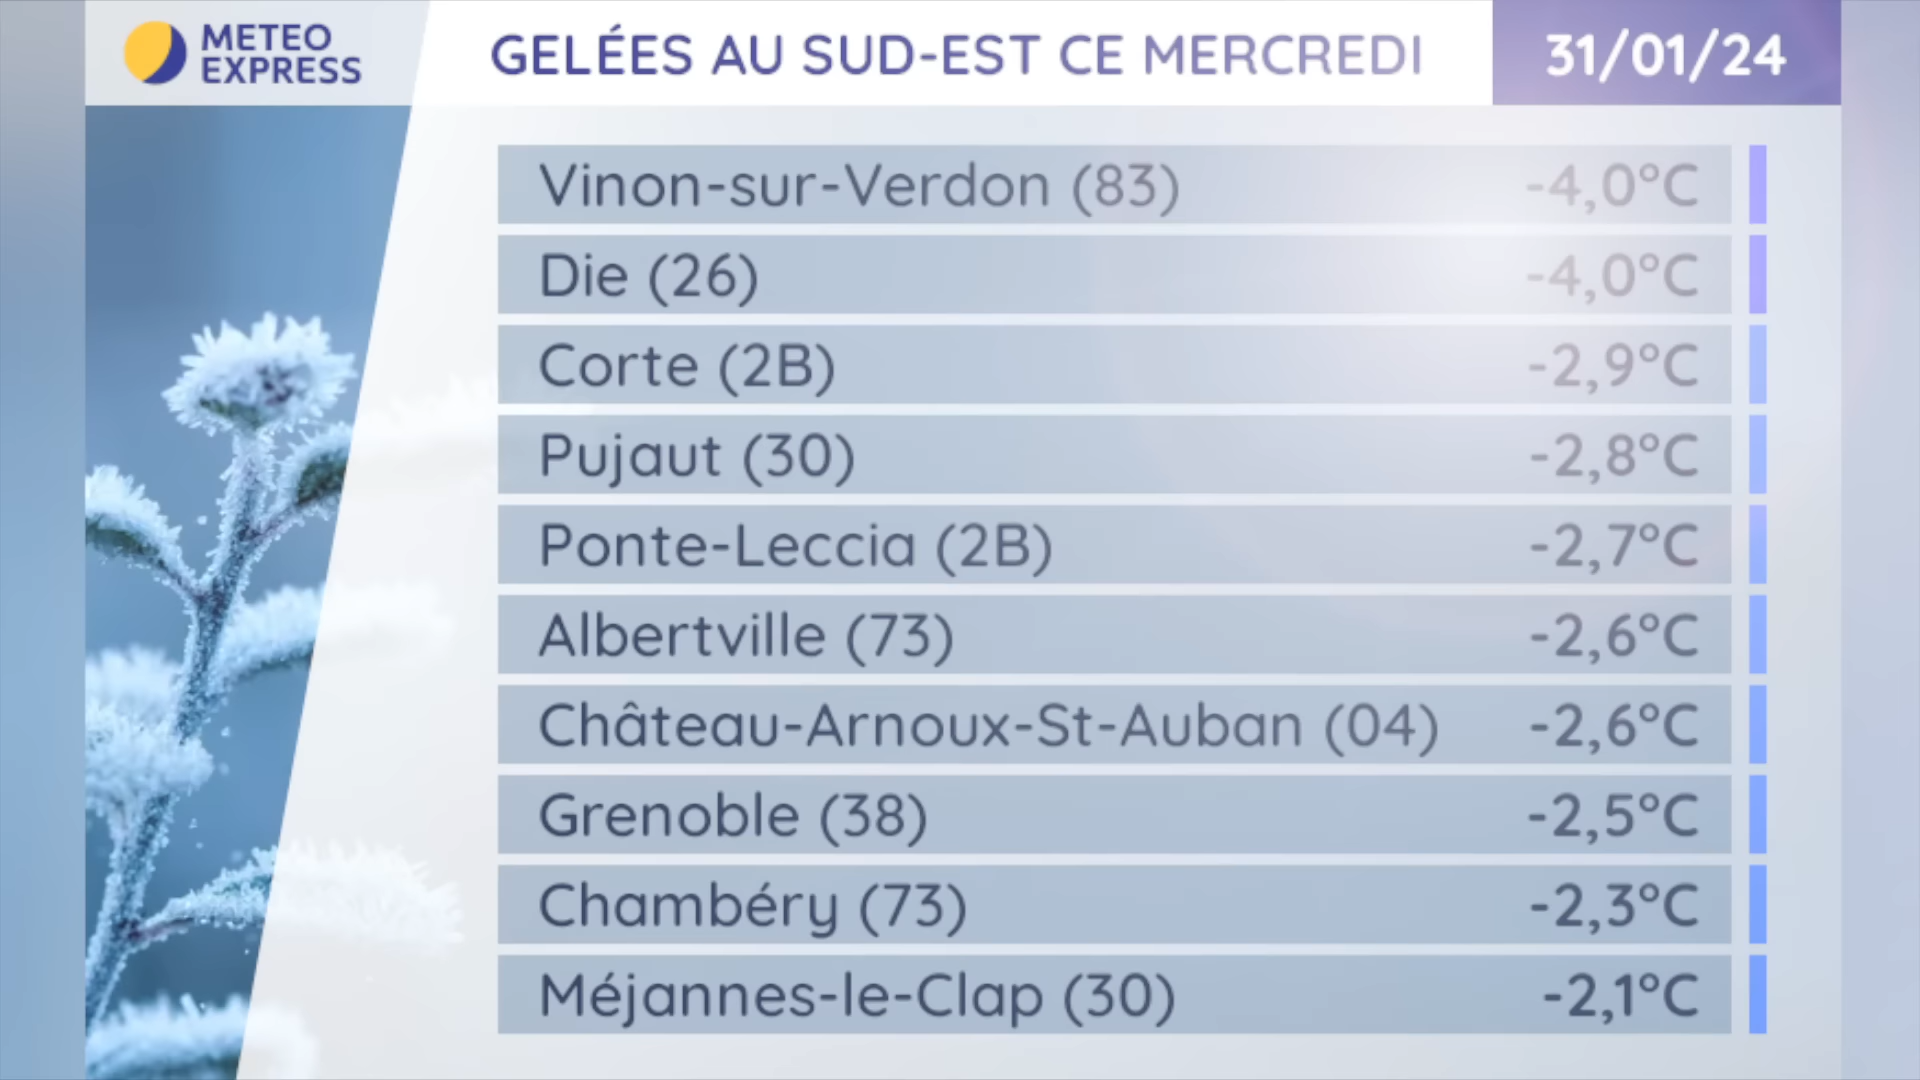 METEO
EXPRESS
GELÉES AU SUD-EST CE MERCREDI
31/01/24
Vinon-sur-Verdon (83) -4,0°C
Die (26) -4,0°C
Corte (2B) -2,9°C
Pujaut (30) -2,8°C
Ponte-Leccia (2B) -2,7°C
Albertville (73) -2,6°C
Château-Arnoux-St-Auban (04) -2,6°C
Grenoble (38) -2,5°C
Chambéry (73) -2,3°C
Méjannes-le-Clap (30) -2,1°C